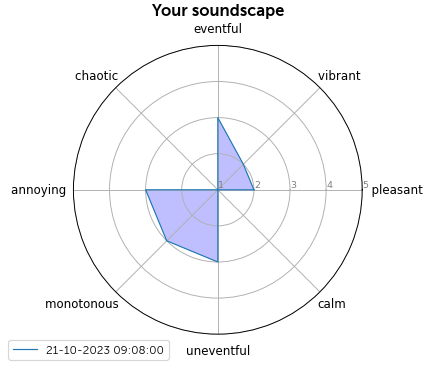 Your soundscape
eventful
chaotic
vibrant
annoying
1 2 3 4 5
pleasant
monotonous
calm
uneventful
21-10-2023 09:08:00